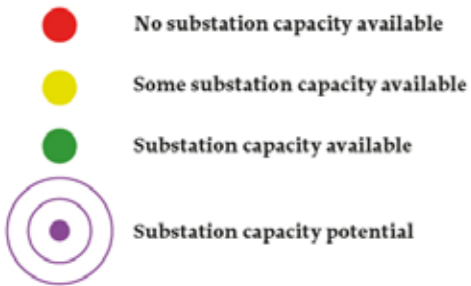 No substation capacity available
Some substation capacity available
Substation capacity available
Substation capacity potential